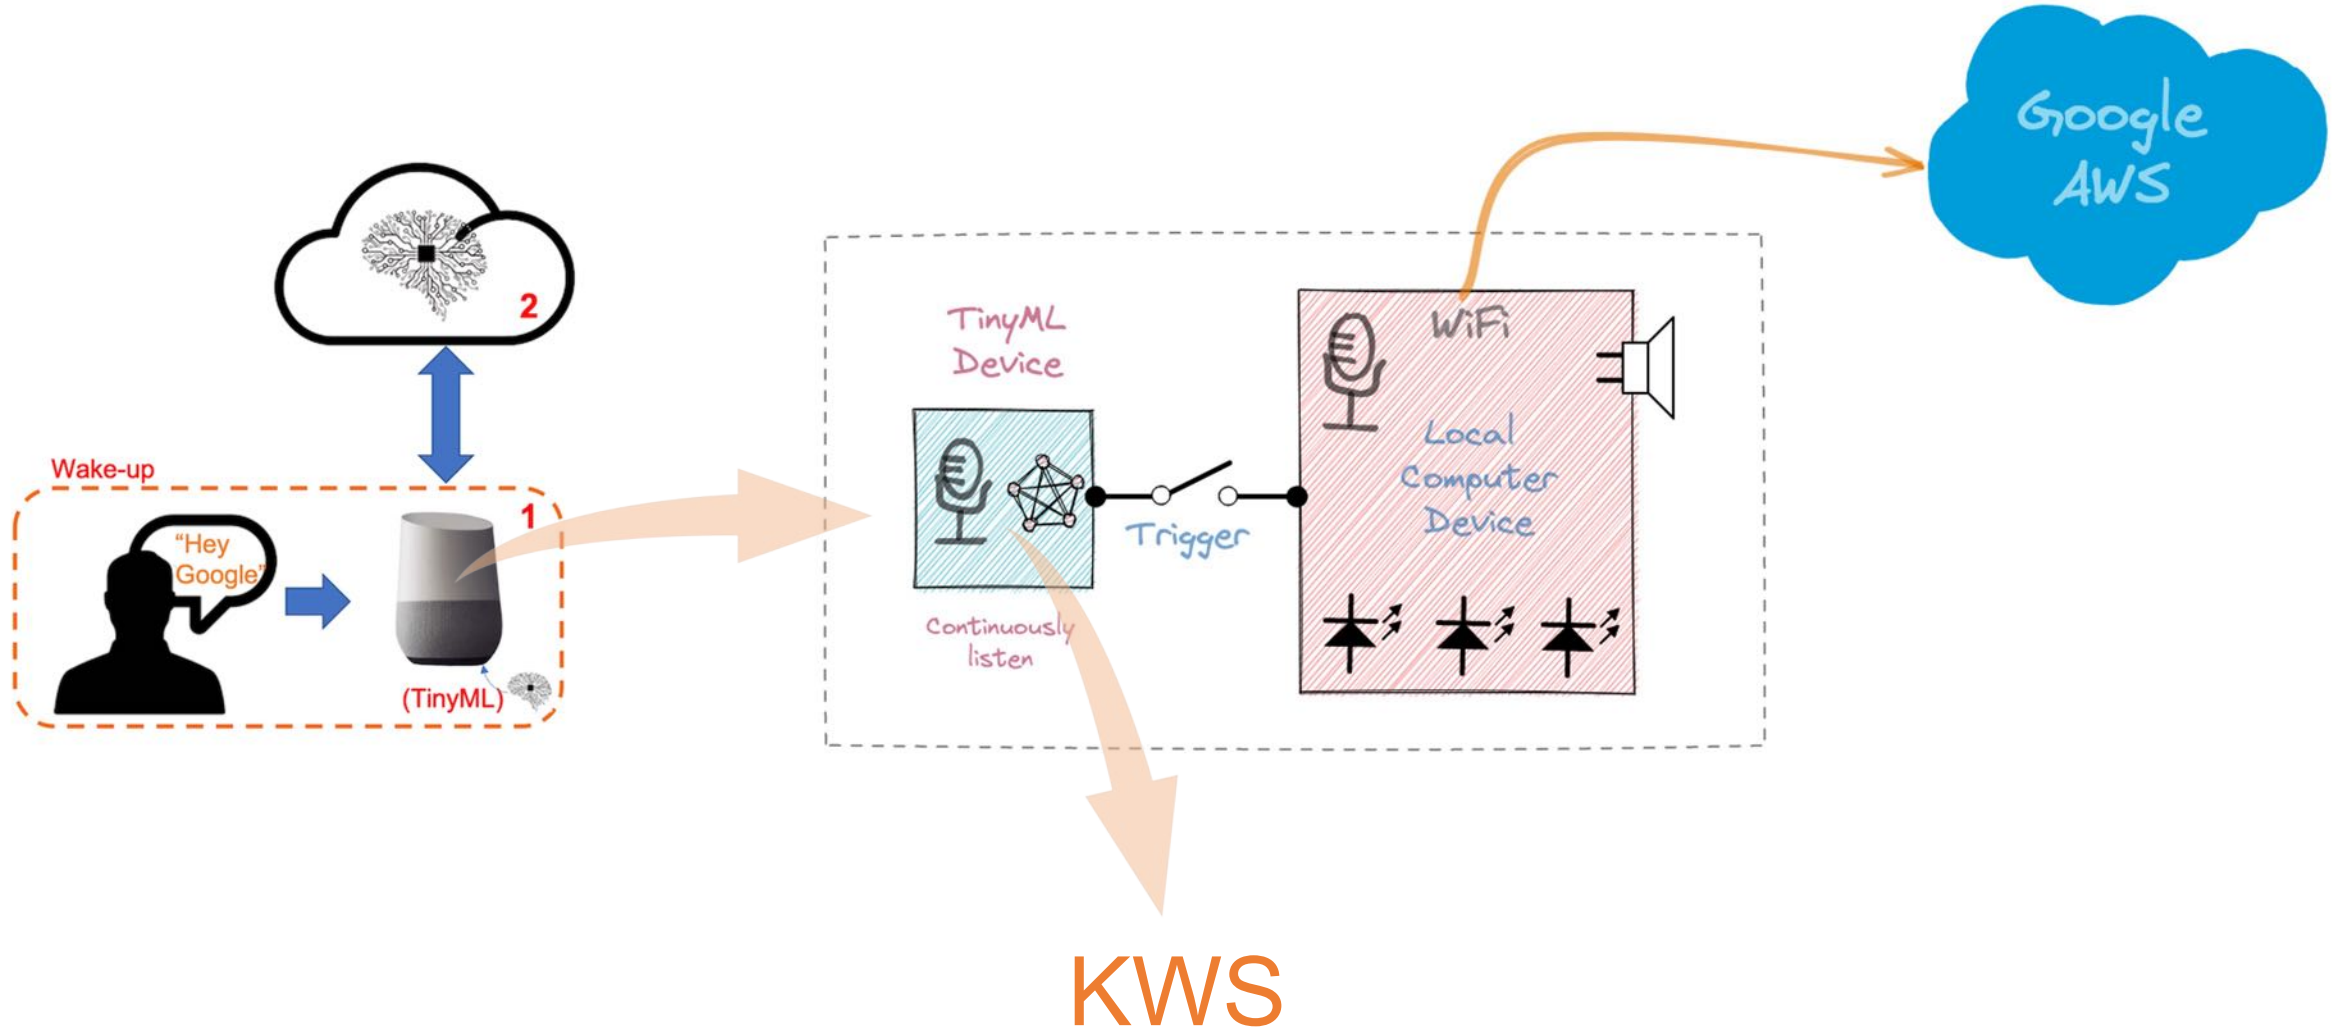 2
Wake-up
1
“Hey
Google”
(TinyML)
TinyML
Device
Continuously
listen
Trigger
WiFi
Local
Computer
Device
Google
AWS
KWS